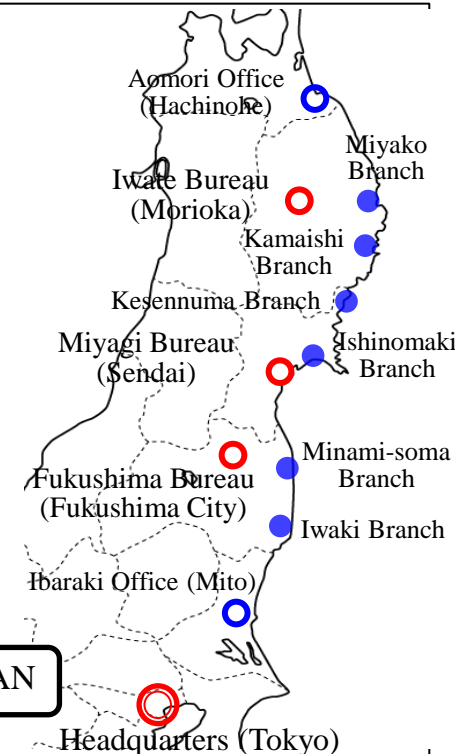 Aomori Office
(Hachinohe)
Miyako
Branch
Iwate Bureau
(Morioka)
Kamaishi
Branch
Kesennuma Branch
Miyagi Bureau
(Sendai)
Ishinomaki
Branch
Fukushima Bureau
(Fukushima City)
Minami-soma
Branch
Iwaki Branch
Ibaraki Office (Mito)
AN
Headquarters (Tokyo)